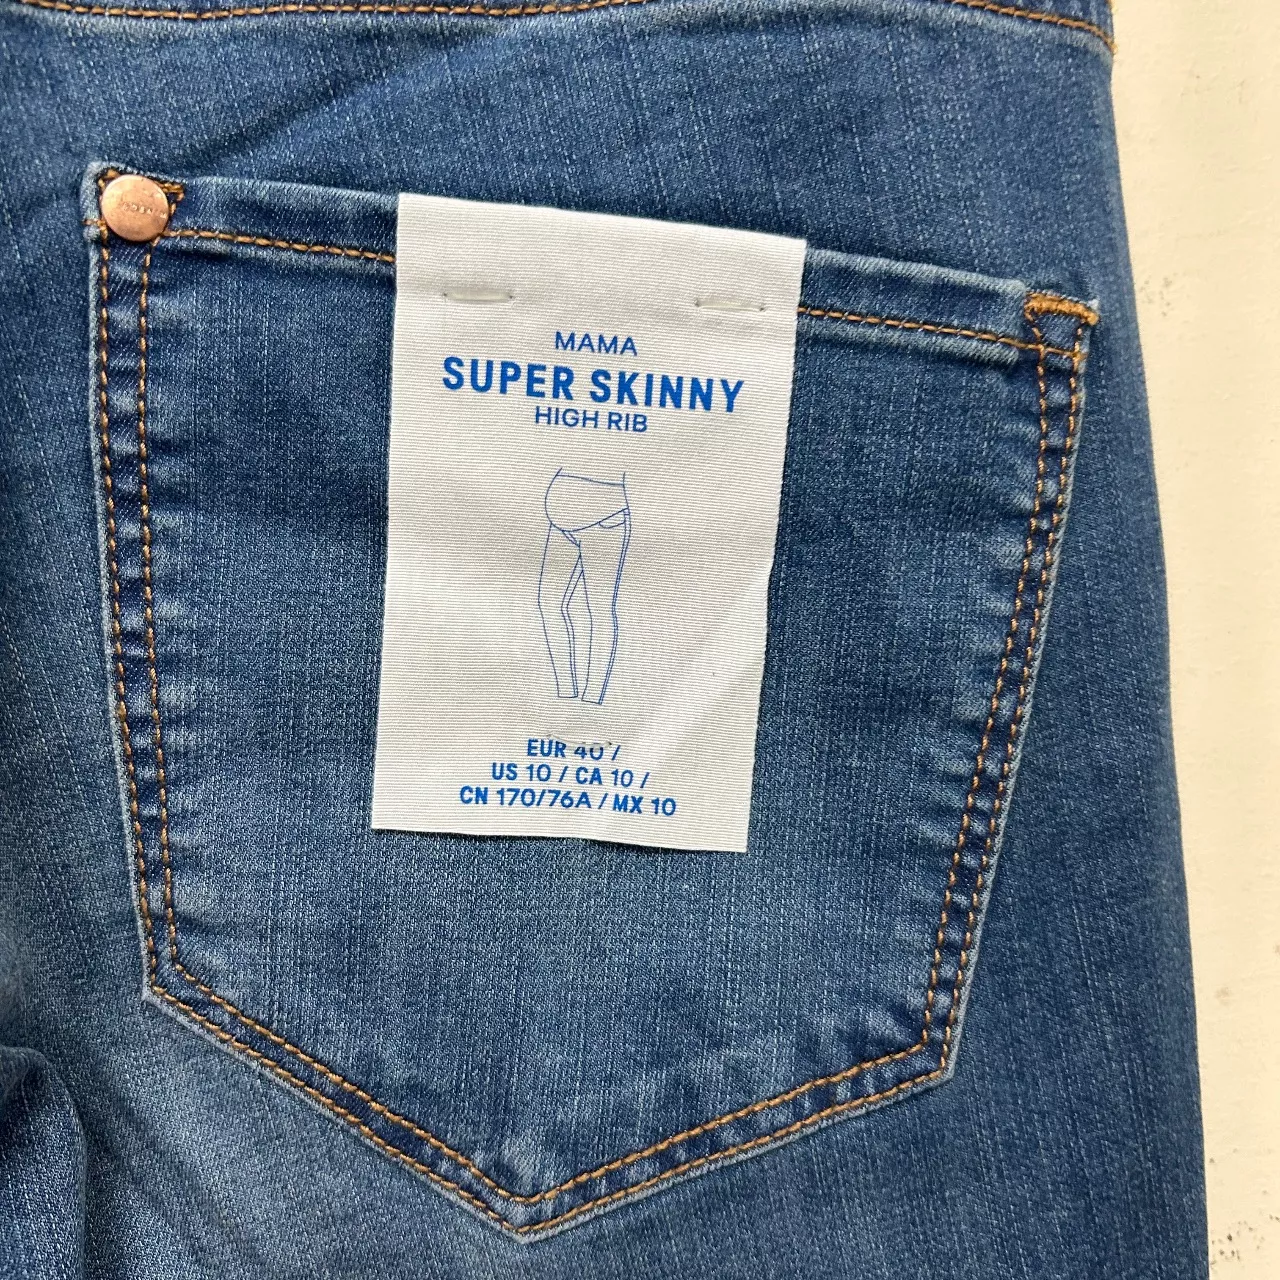 MAMA
SUPER SKINNY
HIGH RIB
EUR 40 /
US 10 / CA 10 /
CN 170/76A / MX 10